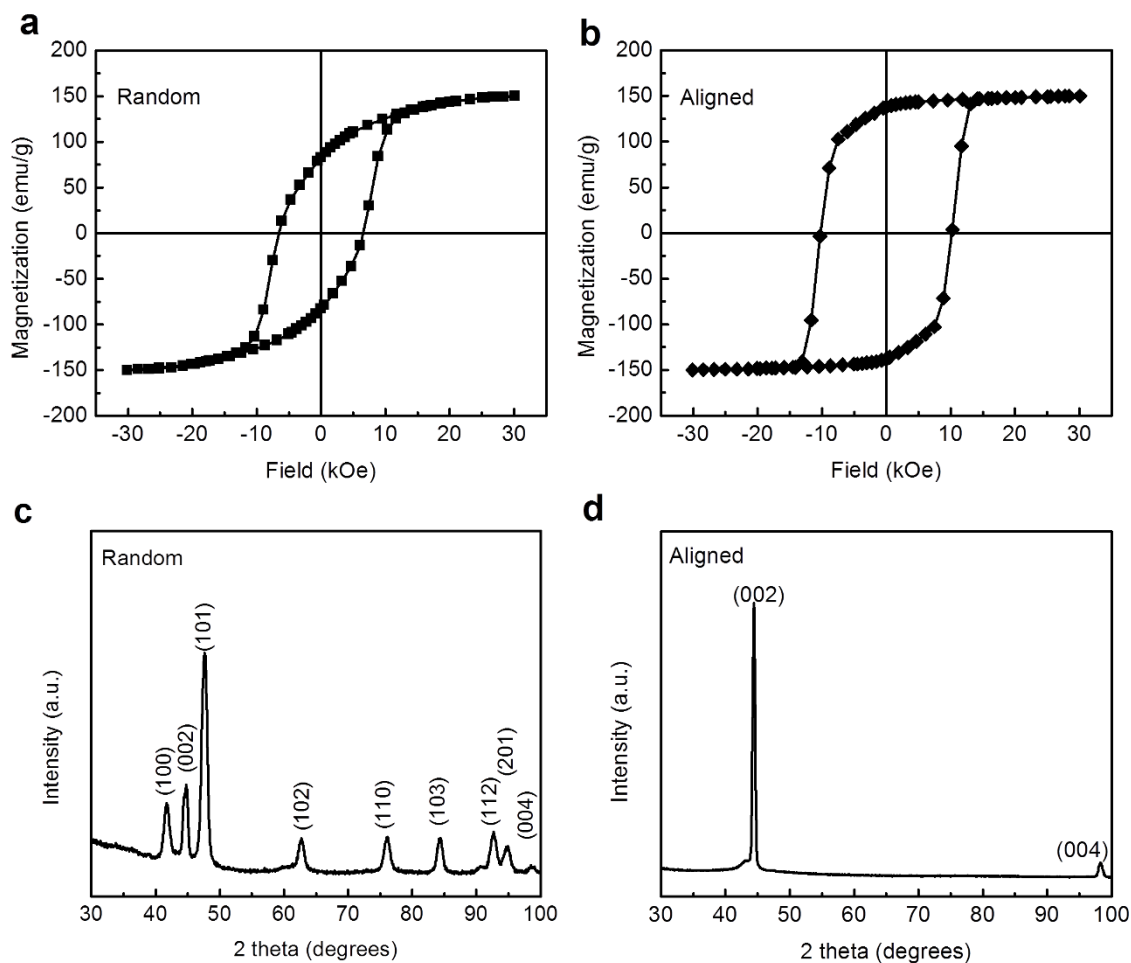 a
200
150
100
50
0
-50
-100
-150
-200
Magnetization (emu/g)
Random
-30 -20 -10 0 10 20 30
Field (kOe)
b
200
150
100
50
0
-50
-100
-150
-200
Magnetization (emu/g)
Aligned
-30 -20 -10 0 10 20 30
Field (kOe)
c
Random
Intensity (a.u.)
(100)
(002)
(101)
(102)
(110)
(103)
(112)
(201)
(004)
30 40 50 60 70 80 90 100
2 theta (degrees)
d
Aligned
Intensity (a.u.)
(002)
(004)
30 40 50 60 70 80 90 100
2 theta (degrees)